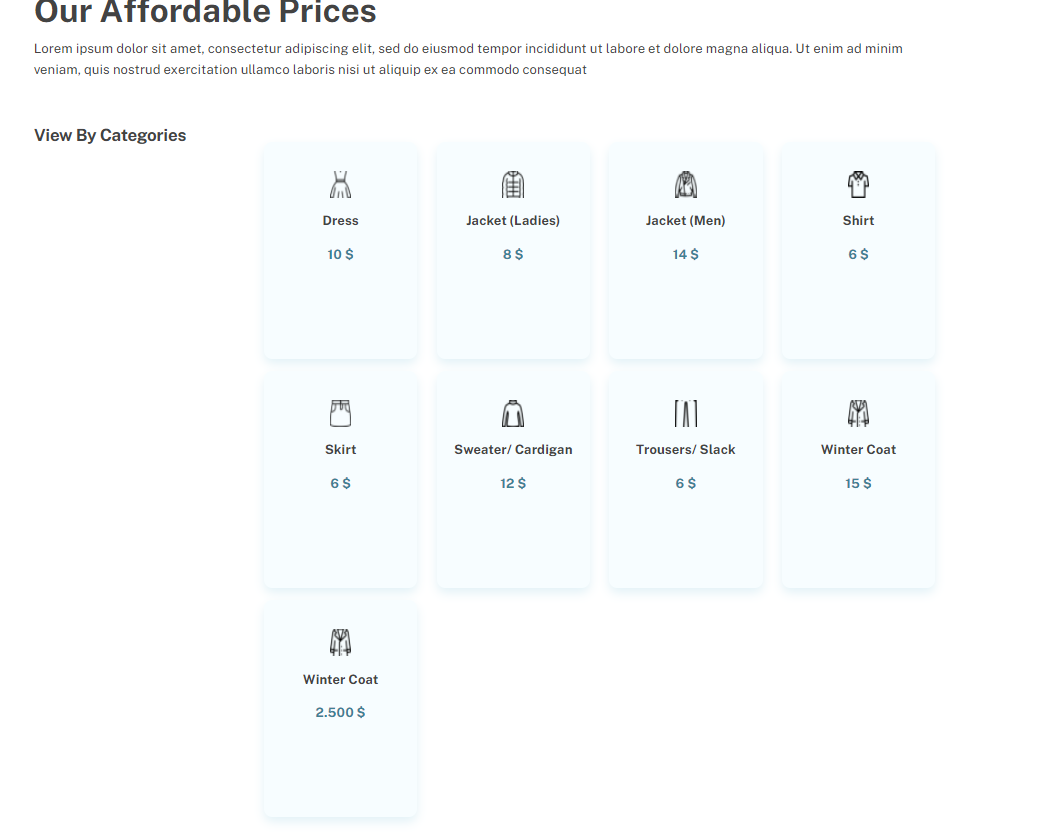 Our Affordable Prices
Lorem ipsum dolor sit amet, consectetur adipiscing elit, sed do eiusmod tempor incididunt ut labore et dolore magna aliqua. Ut enim ad minim
veniam, quis nostrud exercitation ullamco laboris nisi ut aliquip ex ea commodo consequat
View By Categories
Dress
10 $
Jacket (Ladies)
8 $
Jacket (Men)
14 $
Shirt
6 $
Skirt
6 $
Sweater/ Cardigan
12 $
Trousers/ Slack
6 $
Winter Coat
15 $
Winter Coat
2.500 $